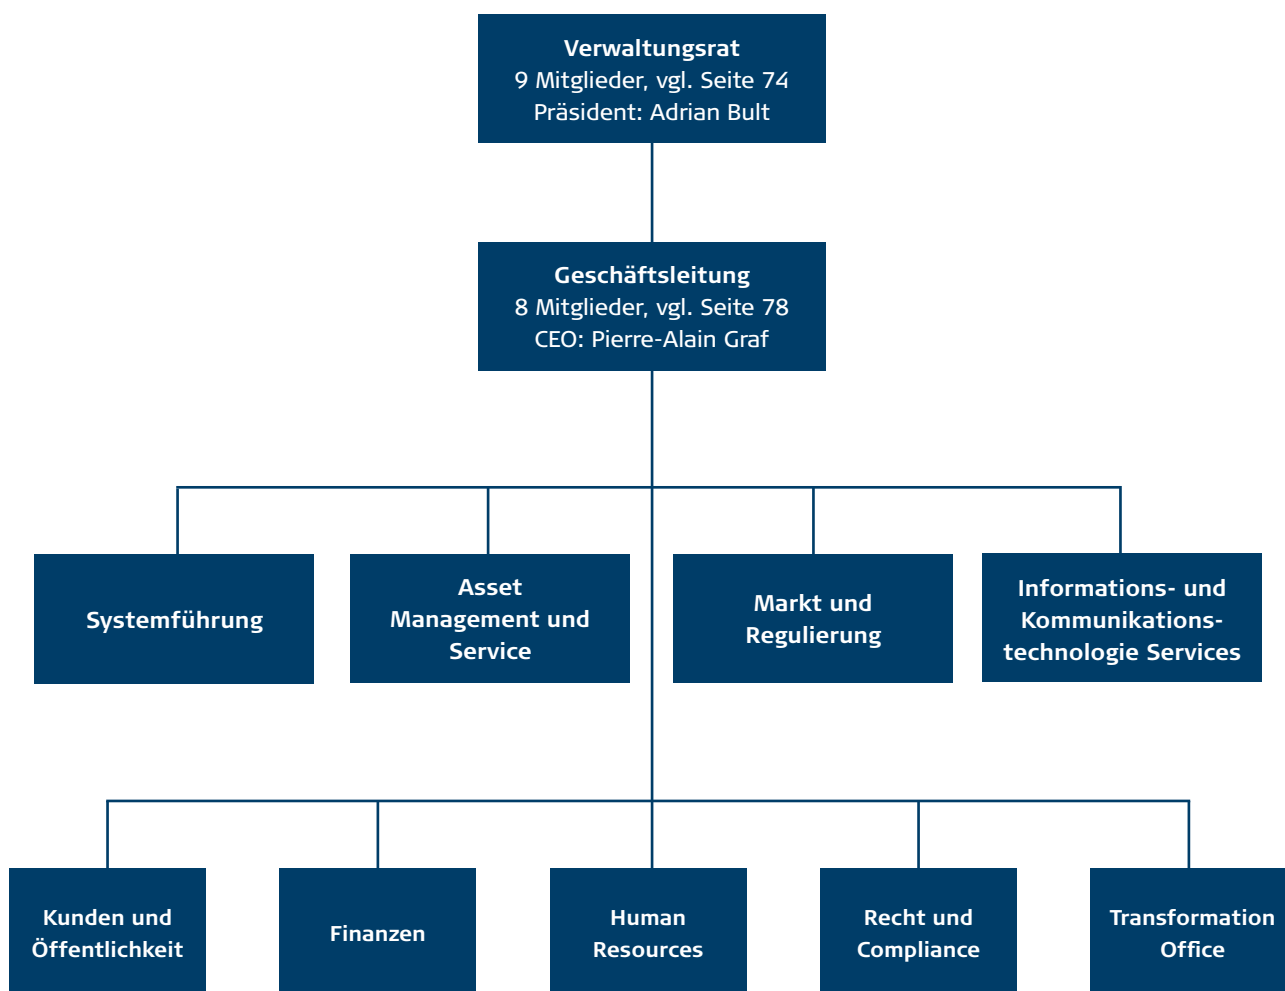 Verwaltungsrat
9 Mitglieder, vgl. Seite 74
Präsident: Adrian Bult
Geschäftsleitung
8 Mitglieder, vgl. Seite 78
CEO: Pierre-Alain Graf
Systemführung
Asset
Management und
Service
Markt und
Regulierung
Informations- und
Kommunikations-
technologie Services
Kunden und
Öffentlichkeit
Finanzen
Human
Resources
Recht und
Compliance
Transformation
Office